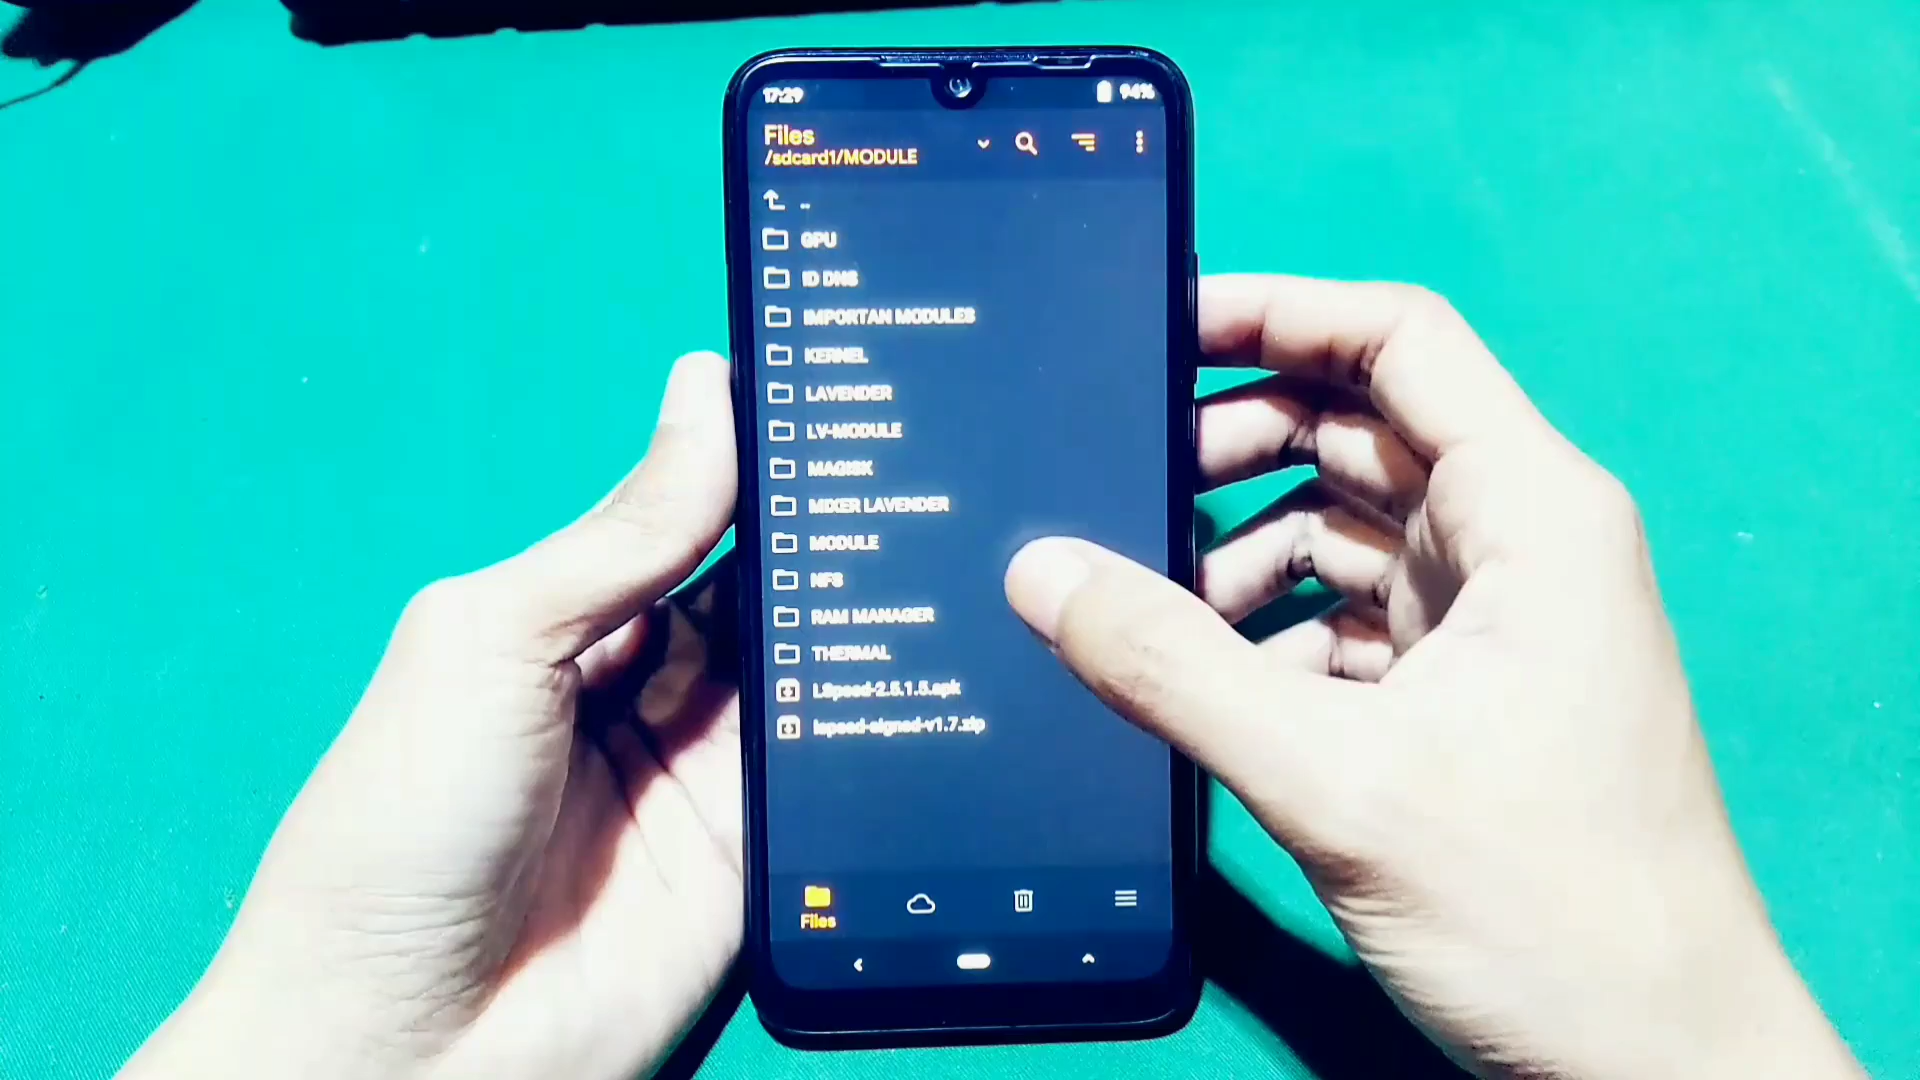 17:29
94%
Files
/sdcard1/MODULE
..
GPU
ID DNS
IMPORTAN MODULES
KERNEL
LAVENDER
LV-MODULE
MAGISK
MIXER LAVENDER
MODULE
NFS
RAM MANAGER
THERMAL
LSpeed-2.5.1.5.apk
lspeed-signed-v1.7.zip
Files